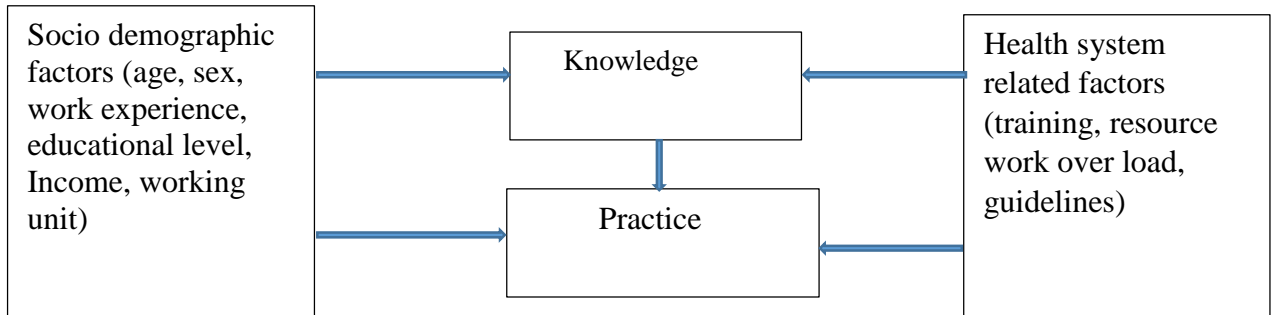 Socio demographic
factors (age, sex,
work experience,
educational level,
Income, working
unit)
Knowledge
Practice
Health system
related factors
(training, resource
work over load,
guidelines)